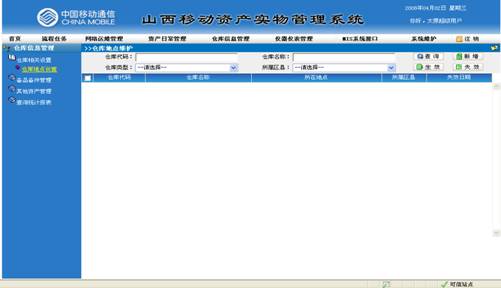 中国移动通信
CHINA MOBILE
山西移动资产实物管理系统
2008年04月02日 星期三
你好，太原超级用户
首页 流程任务 网络运维管理 资产日常管理 仓库信息管理 仪器仪表管理 MIS系统接口 系统维护 注销
仓库信息管理
>>仓库地点维护
仓库相关设置
仓库地点设置
备品备件管理
其他资产管理
查询统计报表
仓库代码： 仓库名称： 查询 新增
仓库类型： --请选择-- 所属区县： --请选择-- 生效 失效
仓库代码 仓库名称 所在地点 所属区县 失效日期
可信站点